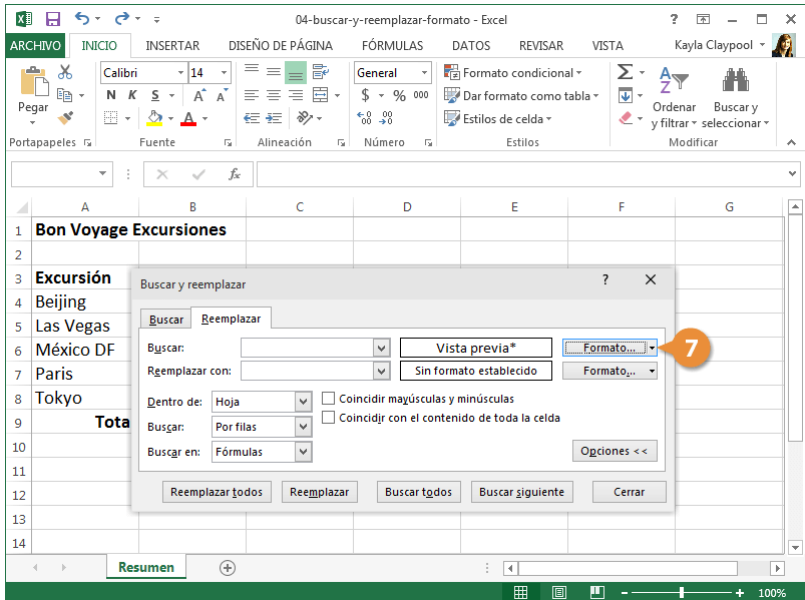 04-buscar-y-reemplazar-formato - Excel
ARCHIVO INICIO INSERTAR DISEÑO DE PÁGINA FÓRMULAS DATOS REVISAR VISTA Kayla Claypool
Pegar
Calibri 14
N K S A A
A
General
$ % 000
Formato condicional
Dar formato como tabla
Estilos de celda
Ordenar y filtrar
Buscar y seleccionar
Portapapeles Fuente Alineación Número Estilos Modificar
fx
A B C D E F G
1 Bon Voyage Excursiones
2
3 Excursión
4 Beijing
5 Las Vegas
6 México DF
7 Paris
8 Tokyo
9 Tota
10
11
12
13
14
Buscar y reemplazar ?
Buscar Reemplazar
Buscar: Vista previa* Formato... 7
Reemplazar con: Sin formato establecido Formato...
Dentro de: Hoja Coincidir mayúsculas y minúsculas
Coincidir con el contenido de toda la celda
Buscar: Por filas
Buscar en: Fórmulas Opciones <<
Reemplazar todos Reemplazar Buscar todos Buscar siguiente Cerrar
Resumen
100%